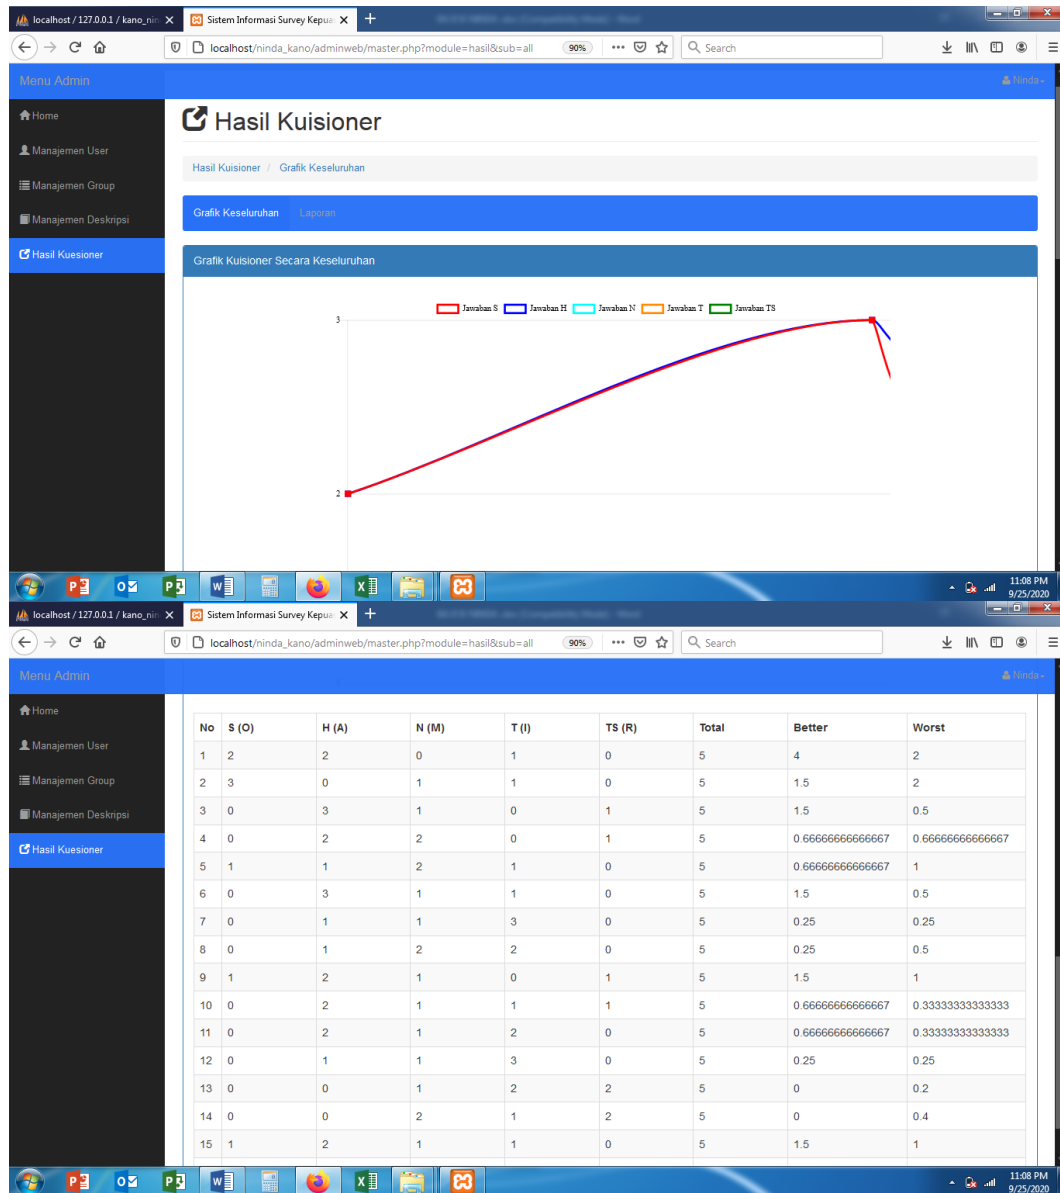 localhost / 127.0.0.1 / kano_nin
Sistem Informasi Survey Kepua
localhost/ninda_kano/adminweb/master.php?module=hasil&sub=all 90% Search
Menu Admin Ninda
Home
Manajemen User
Manajemen Group
Manajemen Deskripsi
Hasil Kuesioner
Hasil Kuisioner
Hasil Kuisioner / Grafik Keseluruhan
Grafik Keseluruhan Laporan
Grafik Kuisioner Secara Keseluruhan
Jawaban S Jawaban H Jawaban N Jawaban T Jawaban TS
3
2
11:08 PM
9/25/2020
localhost / 127.0.0.1 / kano_nin
Sistem Informasi Survey Kepua
localhost/ninda_kano/adminweb/master.php?module=hasil&sub=all 90% Search
Menu Admin Ninda
Home
Manajemen User
Manajemen Group
Manajemen Deskripsi
Hasil Kuesioner
No S (O) H (A) N (M) T (I) TS (R) Total Better Worst
1 2 2 0 1 0 5 4 2
2 3 0 1 1 0 5 1.5 2
3 0 3 1 0 1 5 1.5 0.5
4 0 2 2 0 1 5 0.66666666666667 0.66666666666667
5 1 1 2 1 0 5 0.66666666666667 1
6 0 3 1 1 0 5 1.5 0.5
7 0 1 1 3 0 5 0.25 0.25
8 0 1 2 2 0 5 0.25 0.5
9 1 2 1 0 1 5 1.5 1
10 0 2 1 1 1 5 0.66666666666667 0.33333333333333
11 0 2 1 2 0 5 0.66666666666667 0.33333333333333
12 0 1 1 3 0 5 0.25 0.25
13 0 0 1 2 2 5 0 0.2
14 0 0 2 1 2 5 0 0.4
15 1 2 1 1 0 5 1.5 1
11:08 PM
9/25/2020